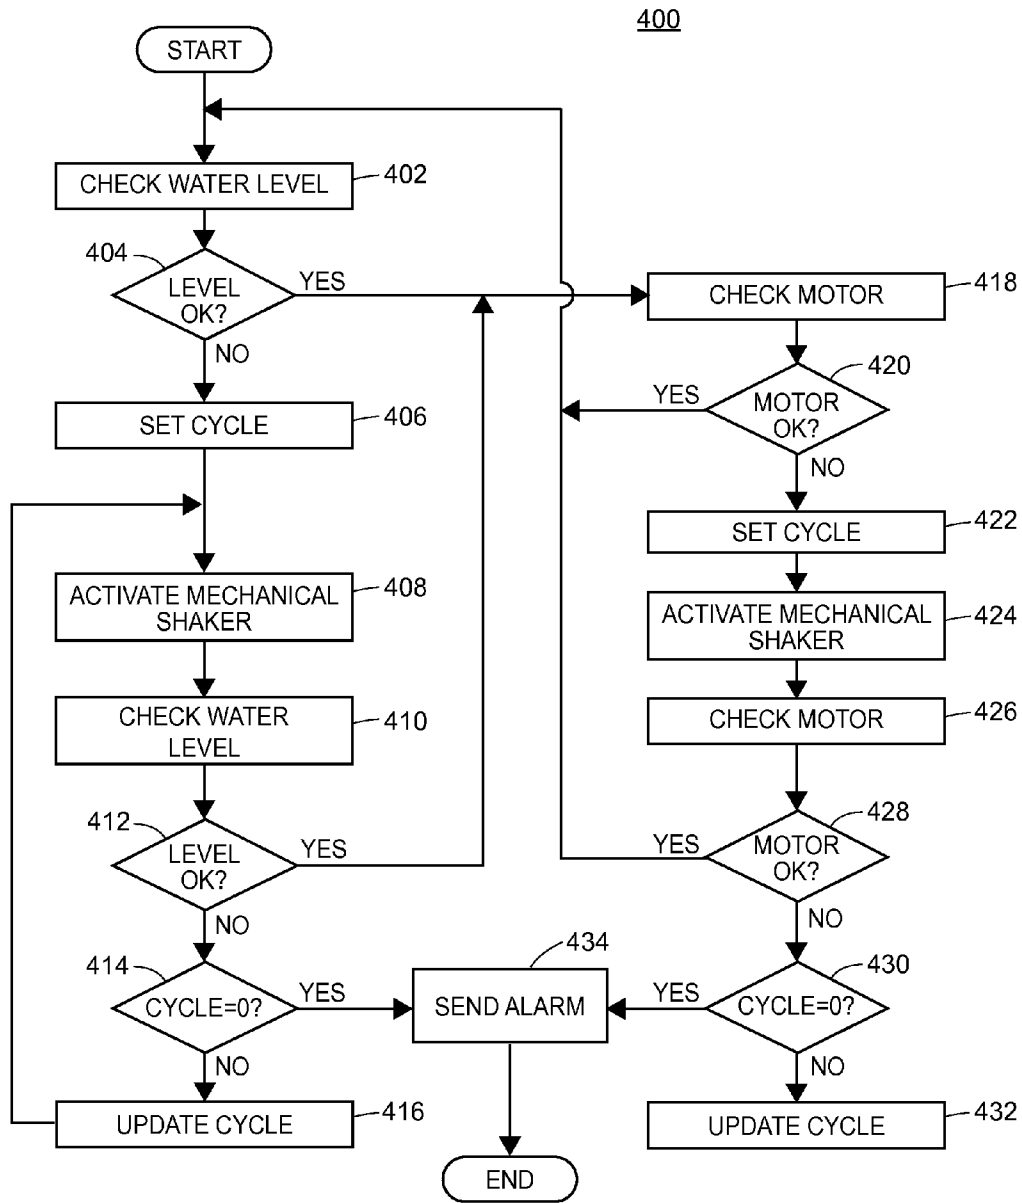 400
START
CHECK WATER LEVEL
402
404
LEVEL
OK?
YES
NO
SET CYCLE
406
ACTIVATE MECHANICAL
SHAKER
408
CHECK WATER
LEVEL
410
412
LEVEL
OK?
YES
NO
414
CYCLE=0?
YES
NO
UPDATE CYCLE
416
CHECK MOTOR
418
420
MOTOR
OK?
YES
NO
SET CYCLE
422
ACTIVATE MECHANICAL
SHAKER
424
CHECK MOTOR
426
428
MOTOR
OK?
YES
NO
430
CYCLE=0?
YES
NO
UPDATE CYCLE
432
434
SEND ALARM
END